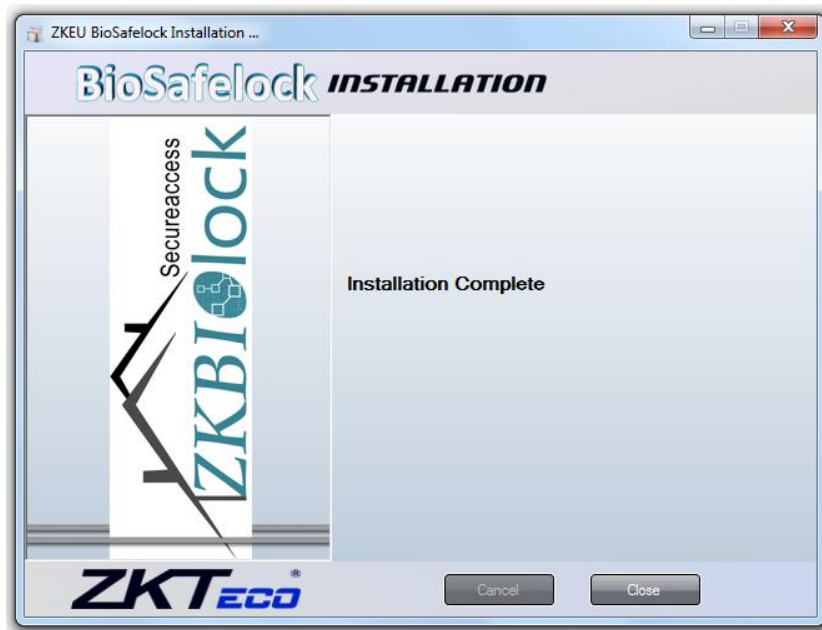 ZKEU BioSafelock Installation ...
BioSafelock INSTALLATION
Secureaccess
ZKBIOlock
Installation Complete
ZKTECO®
Cancel
Close